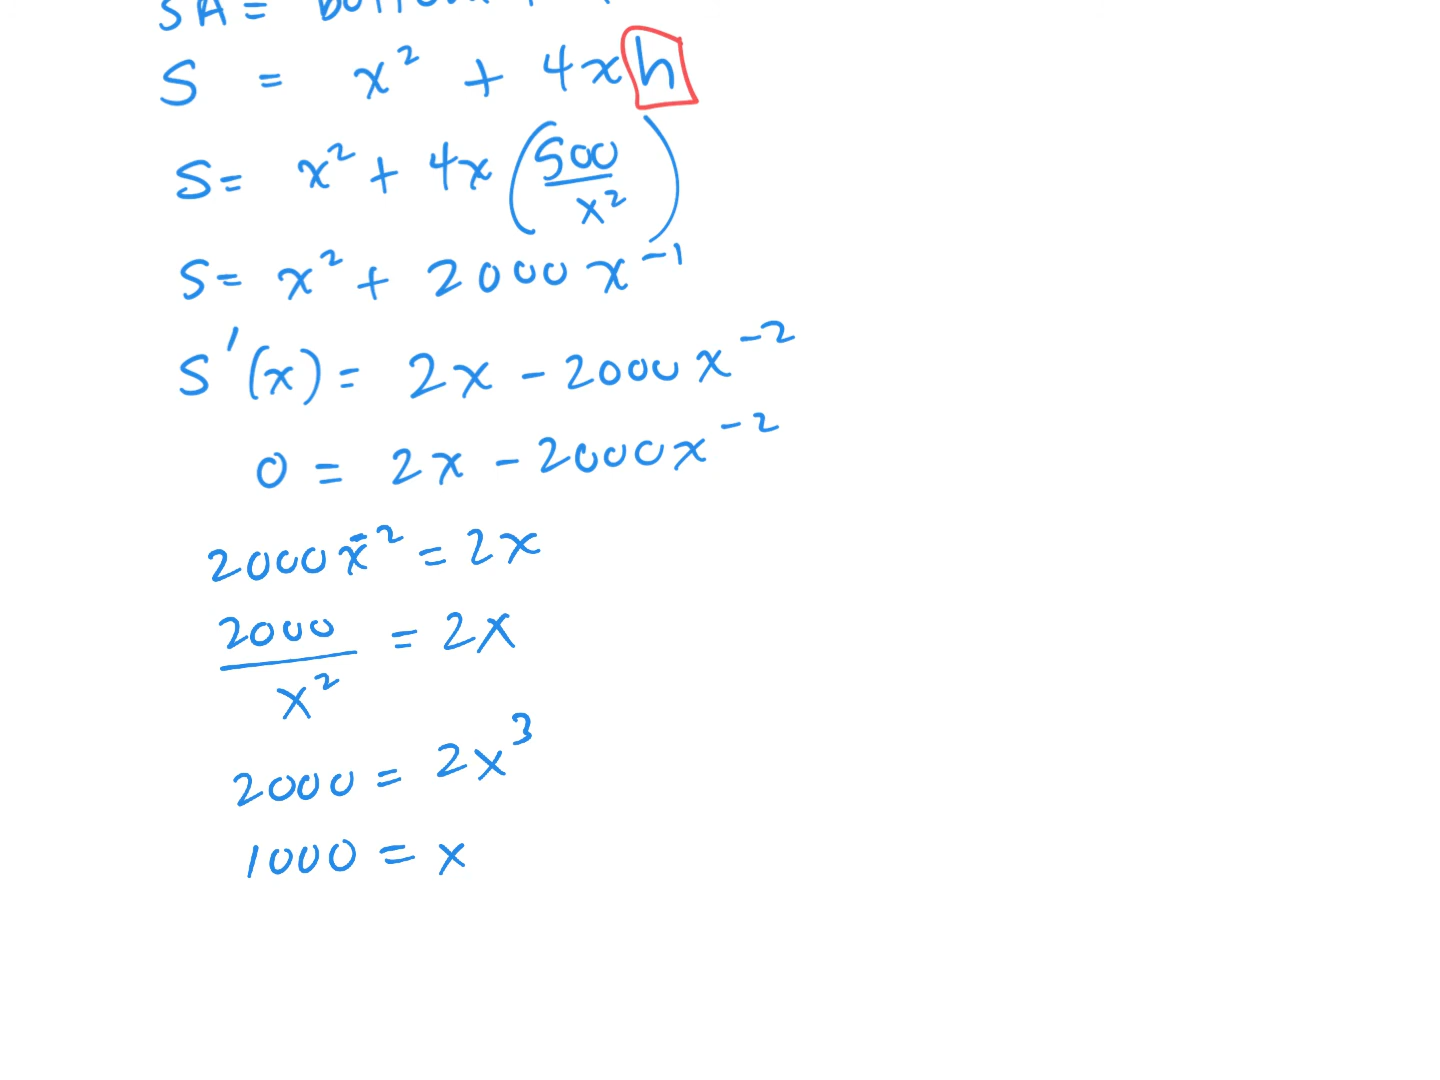 SA =
S = x² + 4xh
S = x² + 4x(500/x²)
S = x² + 2000x⁻¹
S'(x) = 2x - 2000x⁻²
0 = 2x - 2000x⁻²
2000x⁻² = 2x
2000/x² = 2x
2000 = 2x³
1000 = x